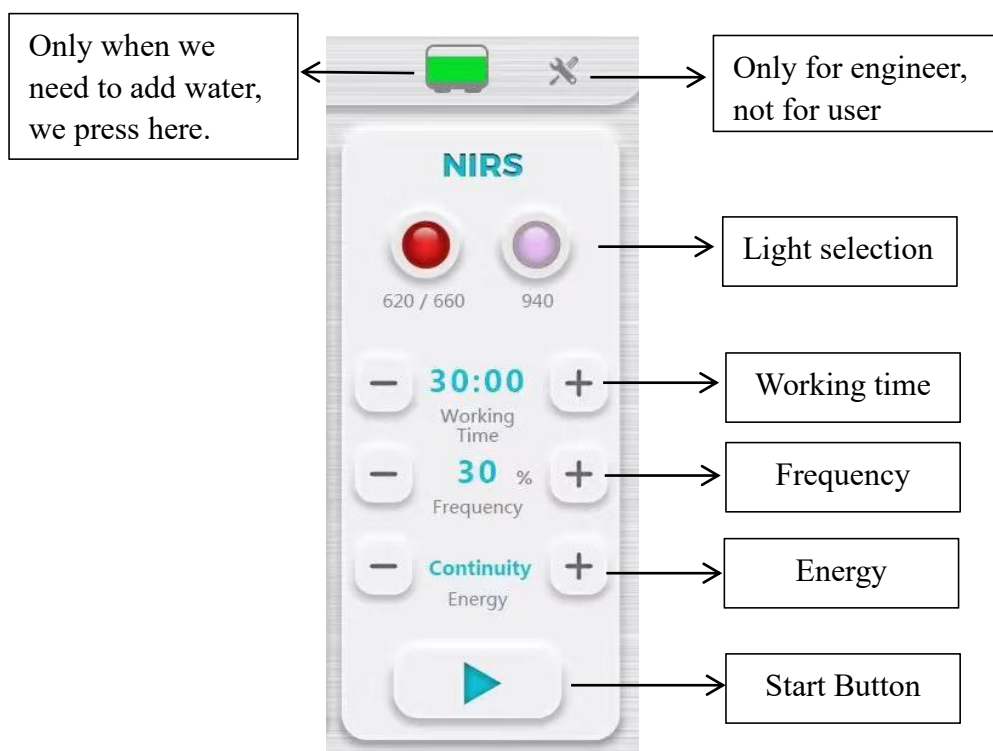 Only when we
need to add water,
we press here.
Only for engineer,
not for user
NIRS
620 / 660
940
Light selection
30:00
Working
Time
Working time
30 %
Frequency
Frequency
Continuity
Energy
Energy
Start Button